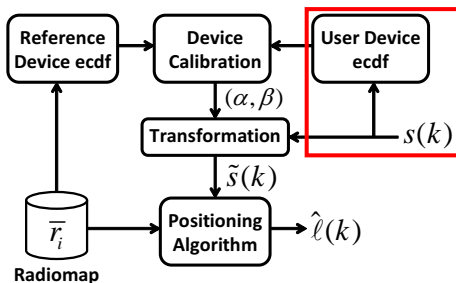 Reference
Device ecdf
Device
Calibration
User Device
ecdf
(α, β)
Transformation
s(k)
s̃(k)
r̄ᵢ
Positioning
Algorithm
ℓ̂(k)
Radiomap